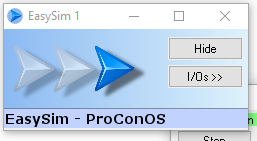 EasySim 1
Hide
I/Os >>
EasySim - ProConOS
Stop